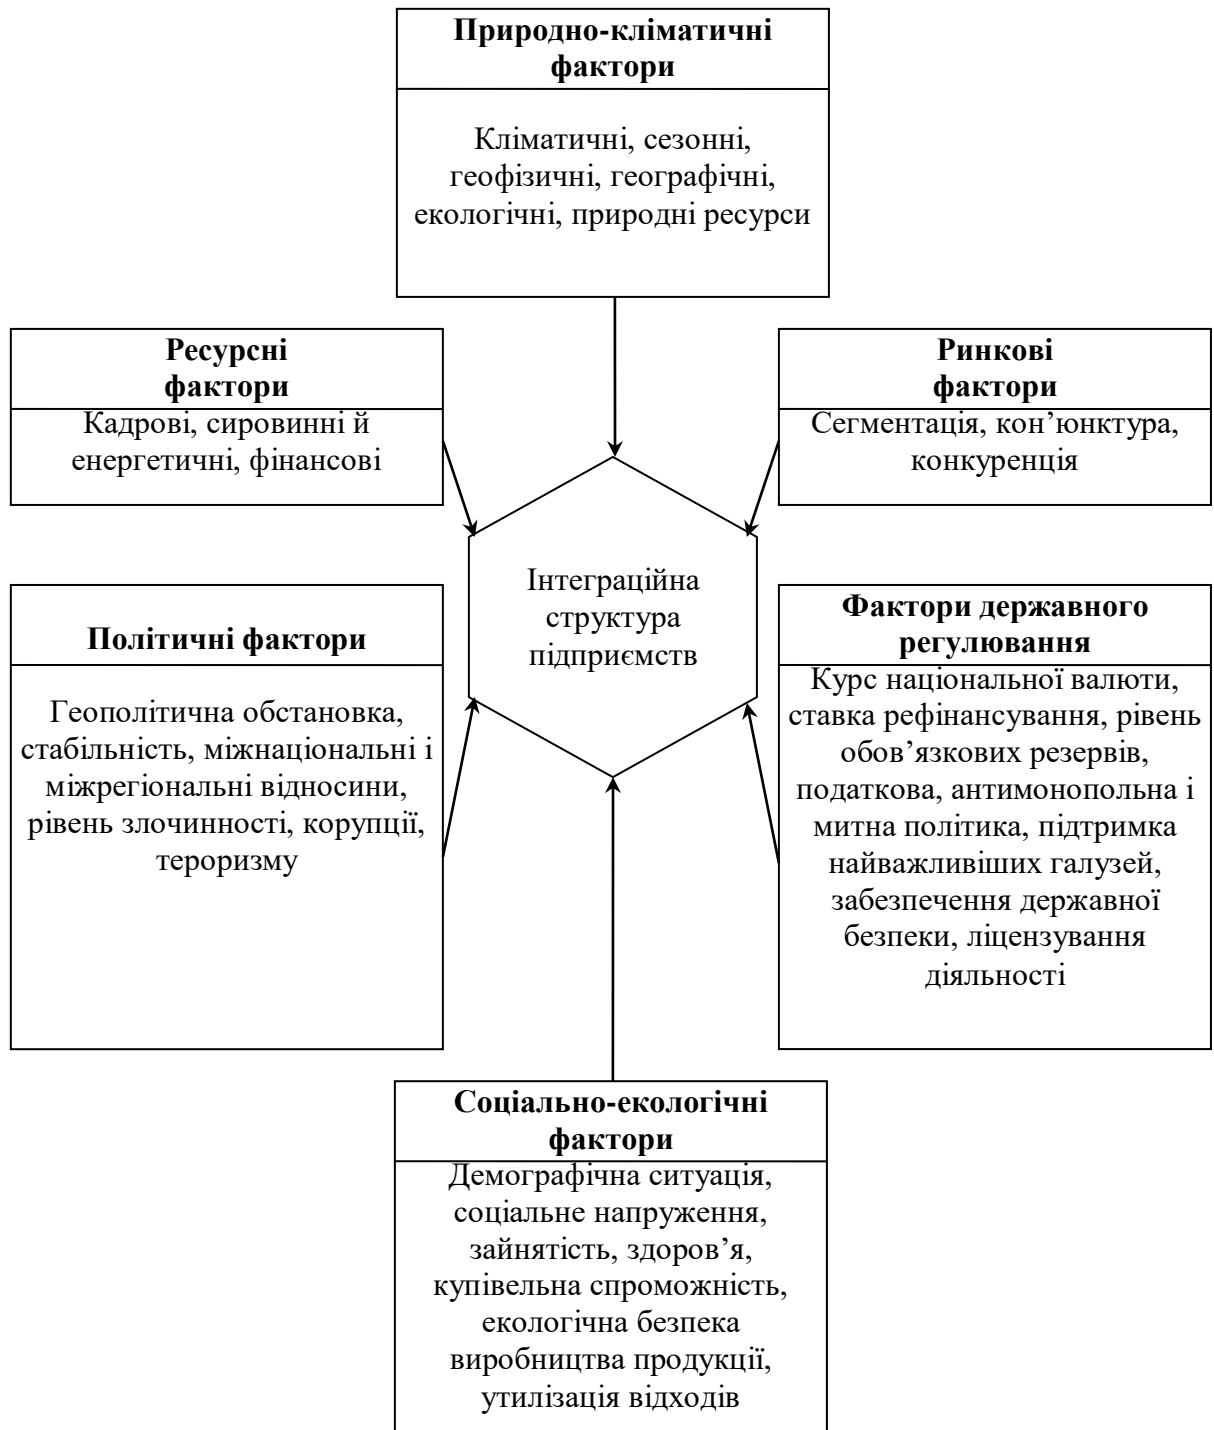 Природно-кліматичні
фактори
Кліматичні, сезонні,
геофізичні, географічні,
екологічні, природні ресурси
Ресурсні
фактори
Кадрові, сировинні й
енергетичні, фінансові
Ринкові
фактори
Сегментація, кон’юнктура,
конкуренція
Інтеграційна
структура
підприємств
Політичні фактори
Геополітична обстановка,
стабільність, міжнаціональні і
міжрегіональні відносини,
рівень злочинності, корупції,
тероризму
Фактори державного
регулювання
Курс національної валюти,
ставка рефінансування, рівень
обов’язкових резервів,
податкова, антимонопольна і
митна політика, підтримка
найважливіших галузей,
забезпечення державної
безпеки, ліцензування
діяльності
Соціально-екологічні
фактори
Демографічна ситуація,
соціальне напруження,
зайнятість, здоров’я,
купівельна спроможність,
екологічна безпека
виробництва продукції,
утилізація відходів